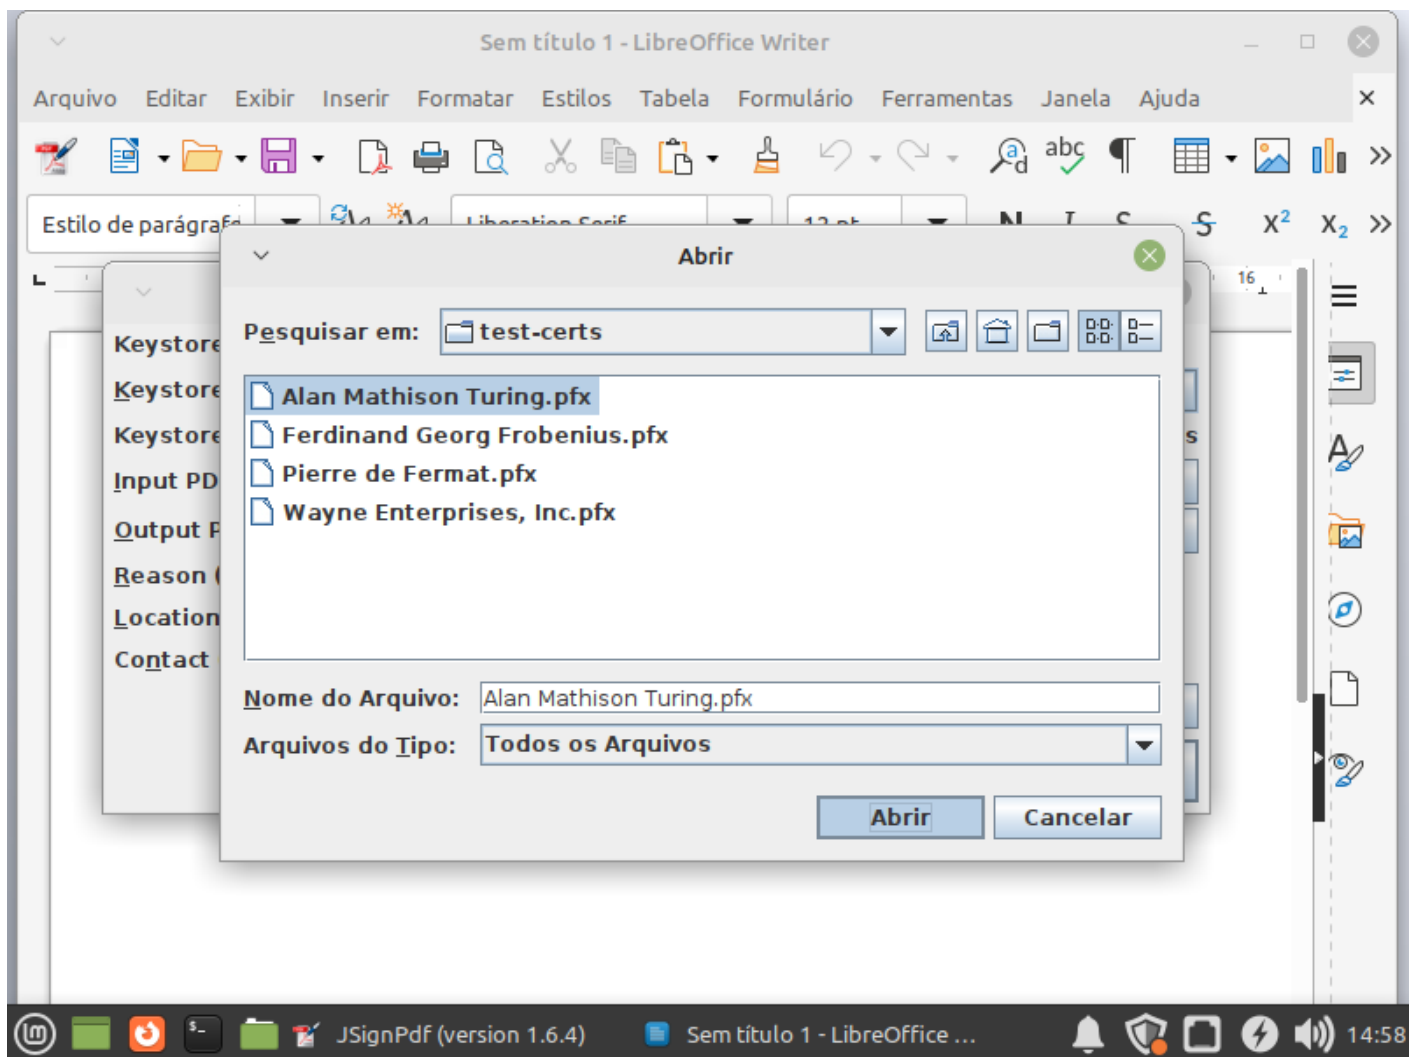 Sem título 1 - LibreOffice Writer
Arquivo Editar Exibir Inserir Formatar Estilos Tabela Formulário Ferramentas Janela Ajuda
abc
Estilo de
12 pt
N I S S X² X₂
Abrir
16
Pesquisar em: test-certs
Keystore
Alan Mathison Turing.pfx
Keystore
Ferdinand Georg Frobenius.pfx
Keystore
s
Pierre de Fermat.pfx
Input PD
Wayne Enterprises, Inc.pfx
Output P
Reason (
Location
Contact
Nome do Arquivo: Alan Mathison Turing.pfx
Arquivos do Tipo: Todos os Arquivos
Abrir Cancelar
JSignPdf (version 1.6.4) Sem título 1 - LibreOffice ... 14:58